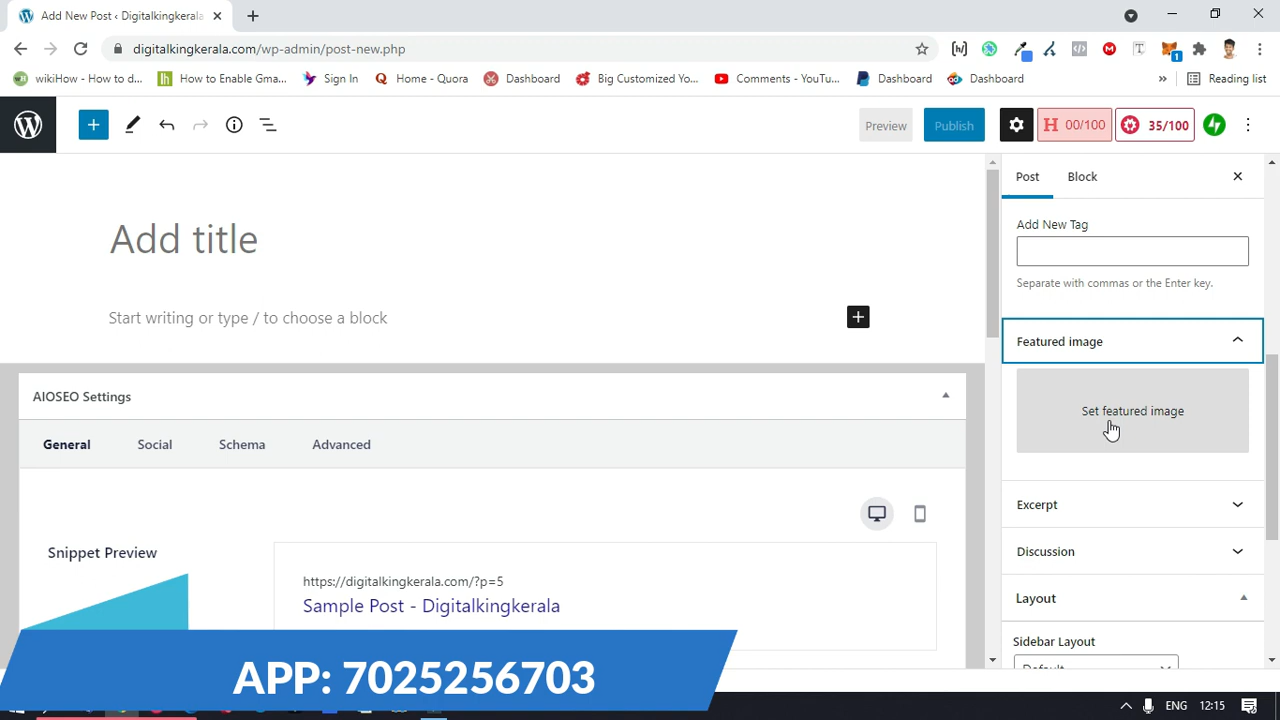 Add New Post ‹ Digitalkingkerala
digitalkingkerala.com/wp-admin/post-new.php
wikiHow - How to d...
How to Enable Gma...
Sign In
Home - Quora
Dashboard
Big Customized Yo...
Comments - YouTu...
Dashboard
Dashboard
»
Reading list
Preview
Publish
H 00/100
35/100
Add title
Start writing or type / to choose a block
AIOSEO Settings
General
Social
Schema
Advanced
Snippet Preview
https://digitalkingkerala.com/?p=5
Sample Post - Digitalkingkerala
Post
Block
Add New Tag
Separate with commas or the Enter key.
Featured image
Set featured image
Excerpt
Discussion
Layout
Sidebar Layout
Default
APP: 7025256703
ENG
12:15